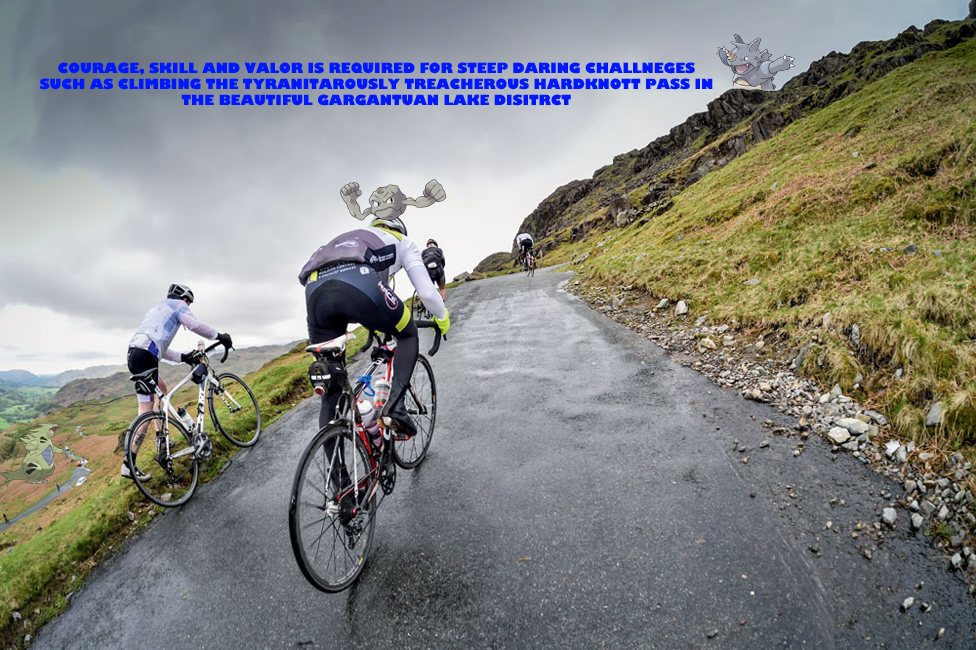 COURAGE, SKILL AND VALOR IS REQUIRED FOR STEEP DARING CHALLNEGES
SUCH AS CLIMBING THE TYRANITAROUSLY TREACHEROUS HARDKNOTT PASS IN
THE BEAUTIFUL GARGANTUAN LAKE DISITRCT